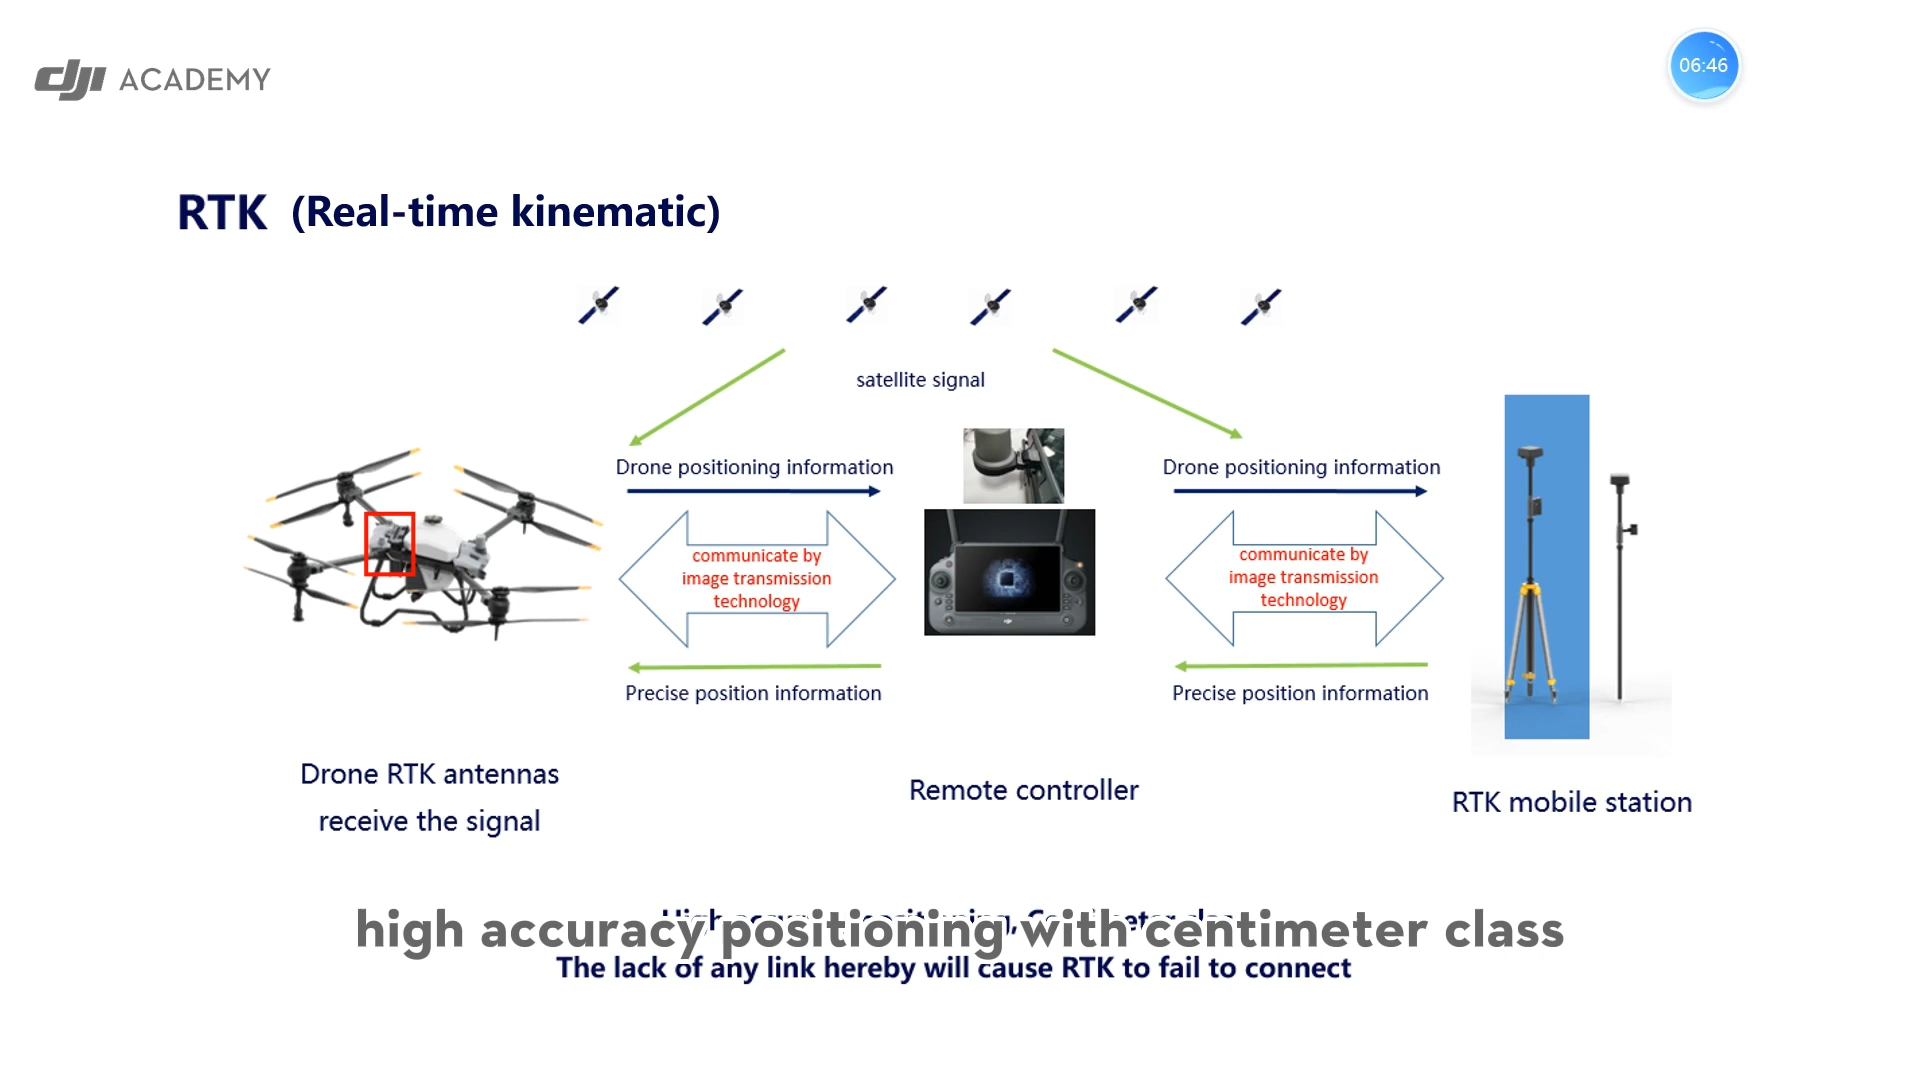 dji ACADEMY
06:46
RTK (Real-time kinematic)
satellite signal
Drone positioning information
Drone positioning information
communicate by
image transmission
technology
communicate by
image transmission
technology
Precise position information
Precise position information
Drone RTK antennas
receive the signal
Remote controller
RTK mobile station
high accuracy positioning with centimeter class
The lack of any link hereby will cause RTK to fail to connect